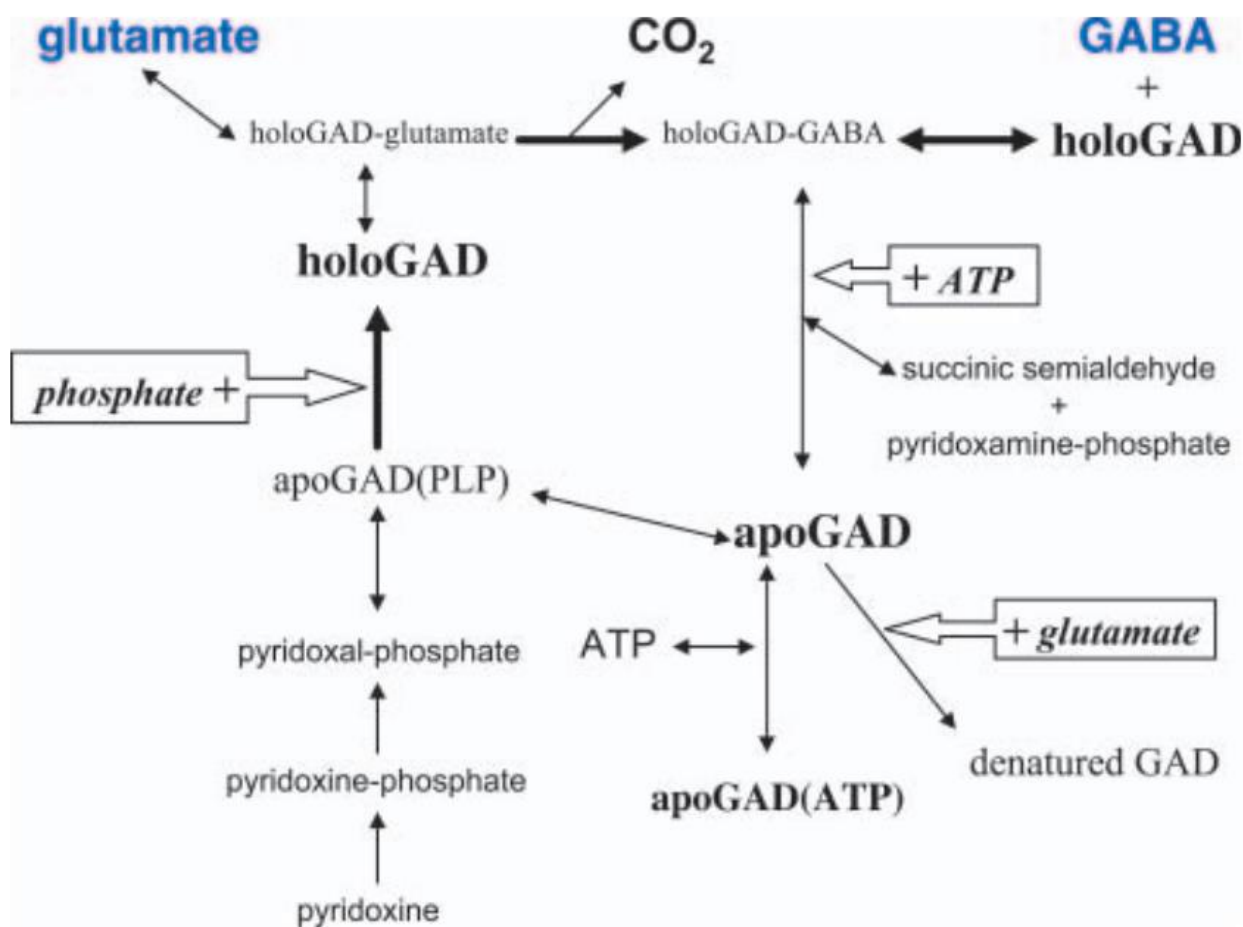 glutamate
CO₂
GABA
+
holoGAD-glutamate
holoGAD-GABA
holoGAD
holoGAD
+ ATP
phosphate +
succinic semialdehyde
+
pyridoxamine-phosphate
apoGAD(PLP)
apoGAD
ATP
+ glutamate
pyridoxal-phosphate
denatured GAD
pyridoxine-phosphate
apoGAD(ATP)
pyridoxine